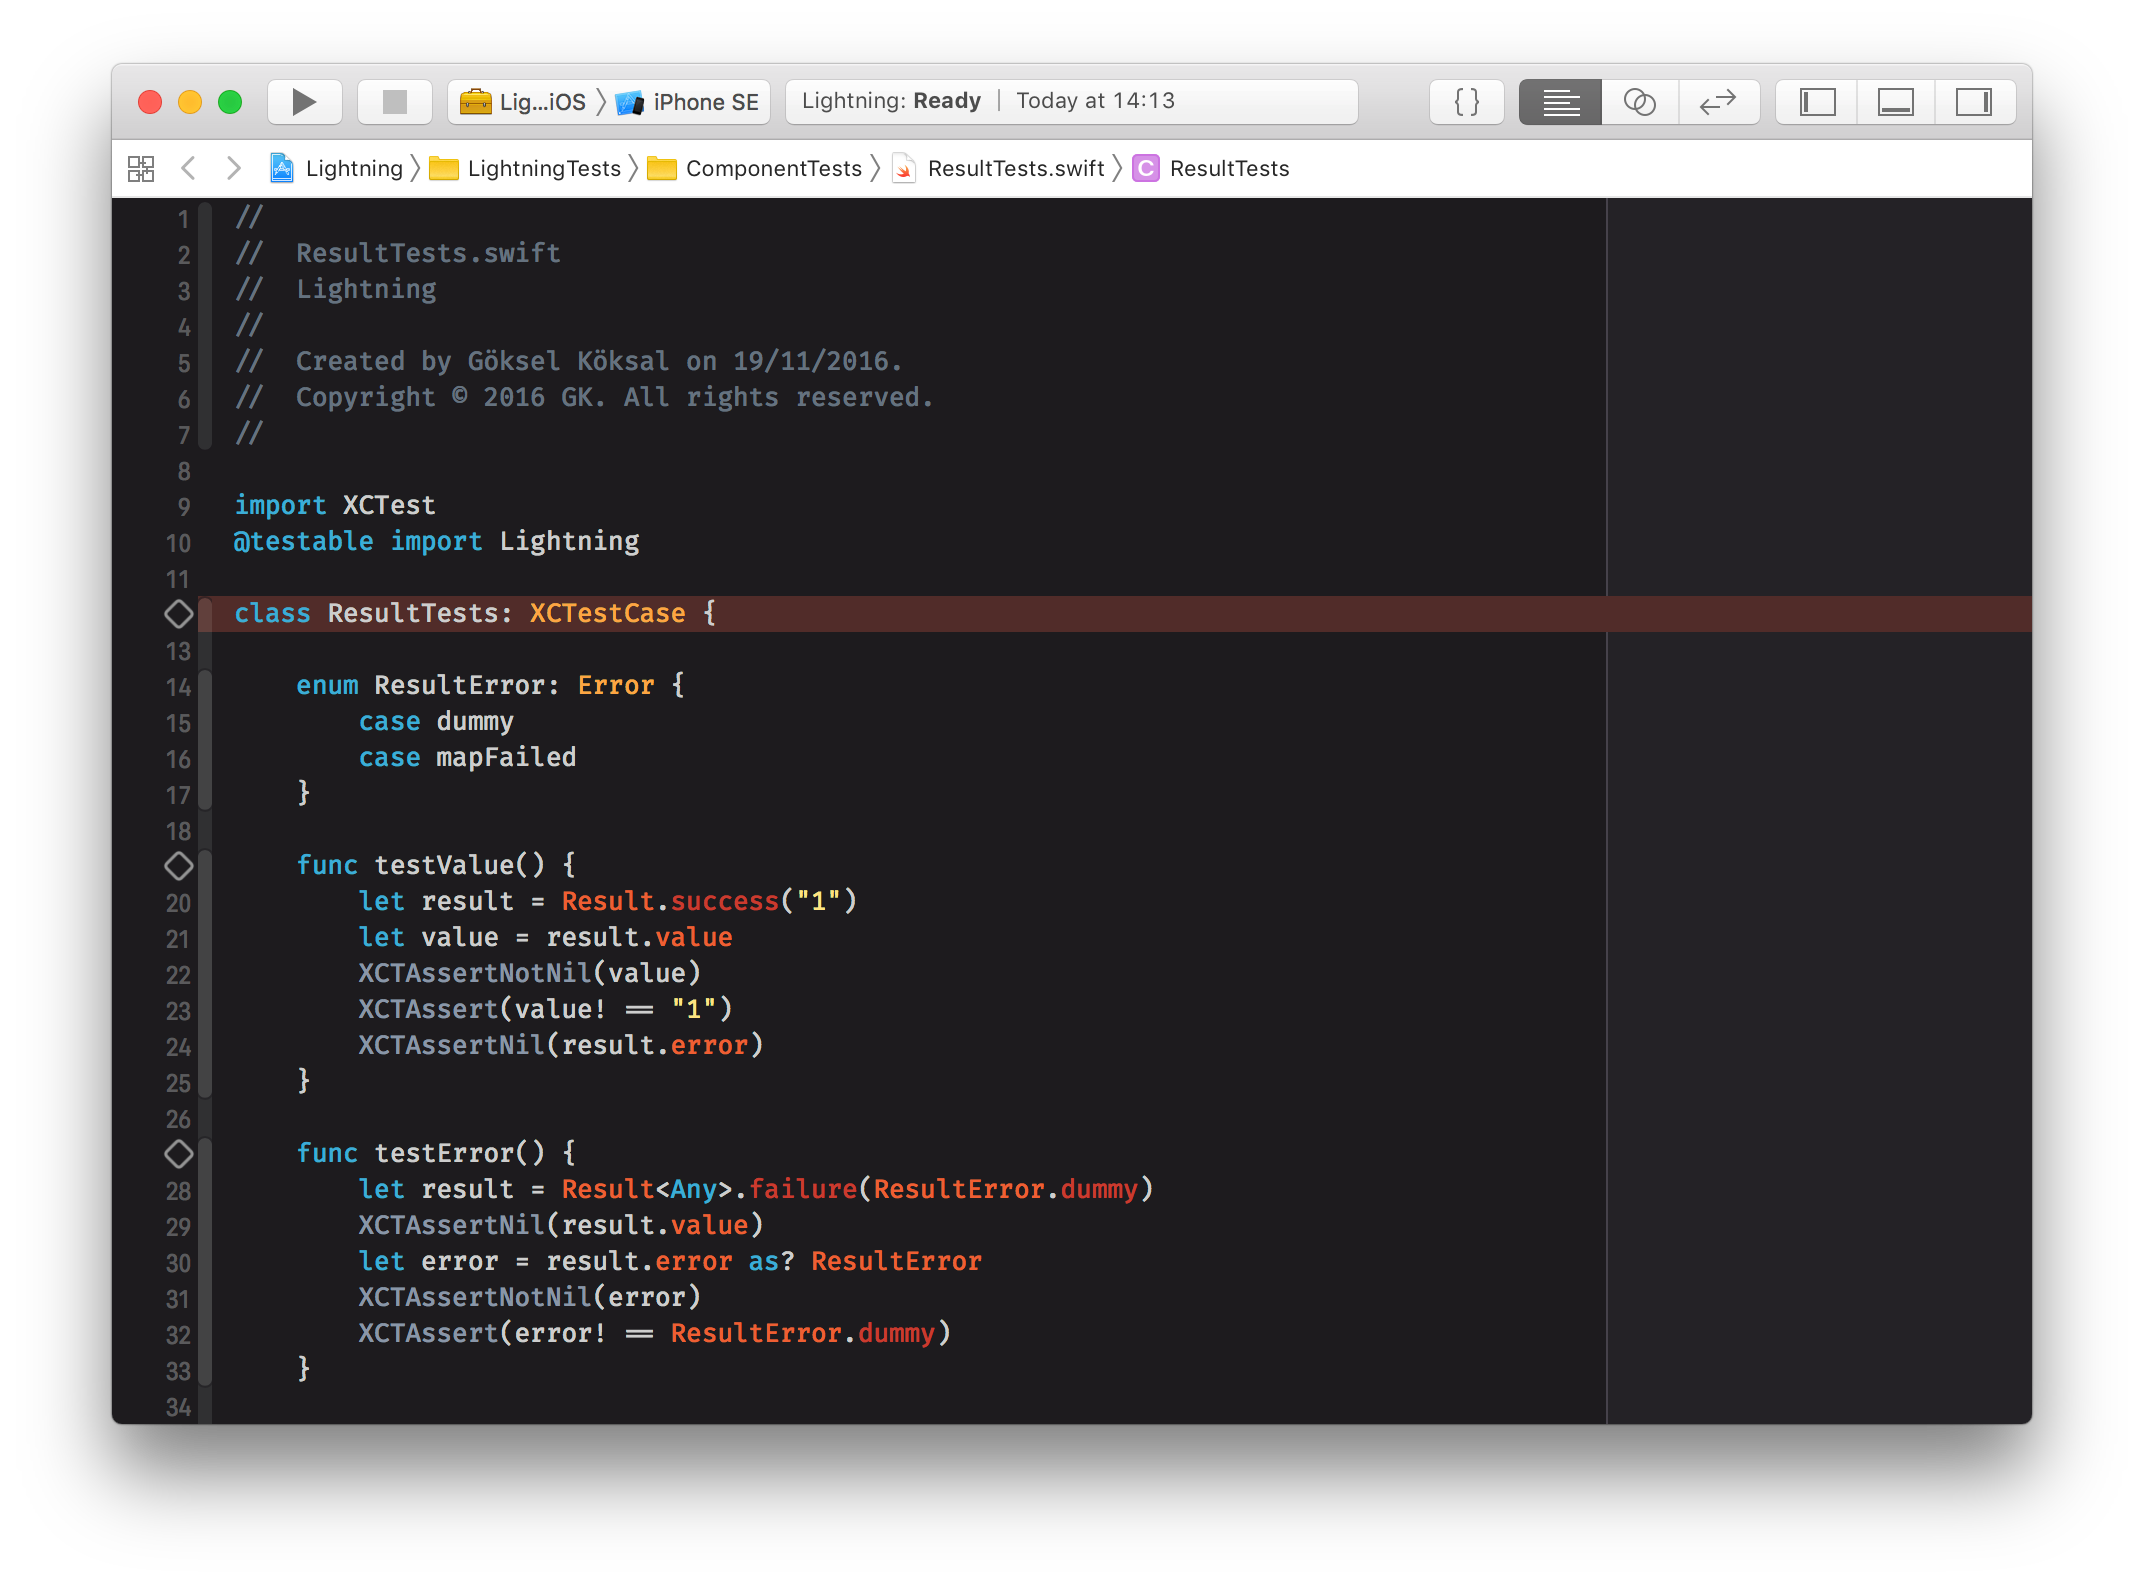 Lig...iOS 〉 iPhone SE
Lightning: Ready | Today at 14:13
{ }
Lightning 〉 LightningTests 〉 ComponentTests 〉 ResultTests.swift 〉 C ResultTests
1 //
2 //  ResultTests.swift
3 //  Lightning
4 //
5 //  Created by Göksel Köksal on 19/11/2016.
6 //  Copyright © 2016 GK. All rights reserved.
7 //
8
9 import XCTest
10 @testable import Lightning
11
class ResultTests: XCTestCase {
13
14     enum ResultError: Error {
15         case dummy
16         case mapFailed
17     }
18
    func testValue() {
20         let result = Result.success("1")
21         let value = result.value
22         XCTAssertNotNil(value)
23         XCTAssert(value! == "1")
24         XCTAssertNil(result.error)
25     }
26
    func testError() {
28         let result = Result<Any>.failure(ResultError.dummy)
29         XCTAssertNil(result.value)
30         let error = result.error as? ResultError
31         XCTAssertNotNil(error)
32         XCTAssert(error! == ResultError.dummy)
33     }
34